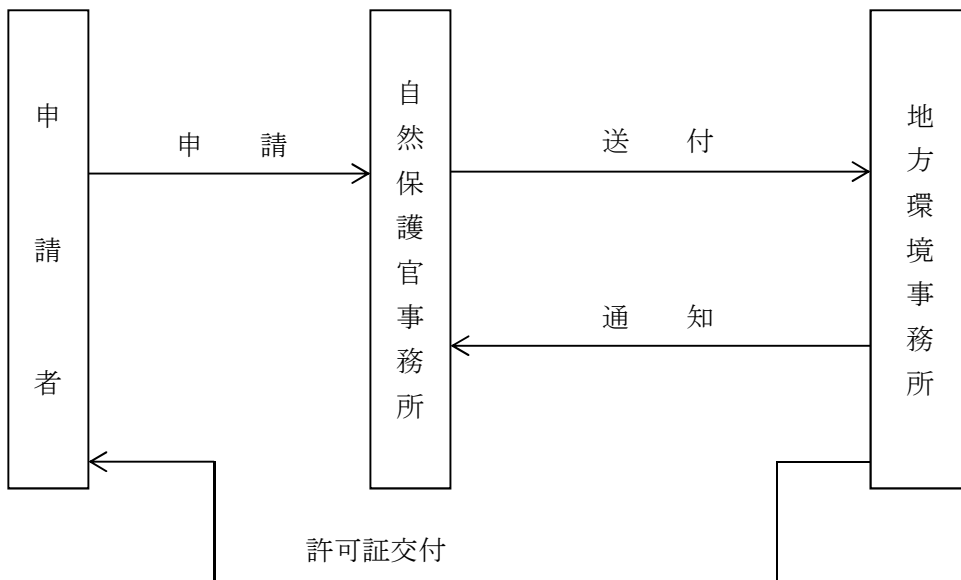 申請者
申請
自然保護官事務所
送付
通知
地方環境事務所
許可証交付